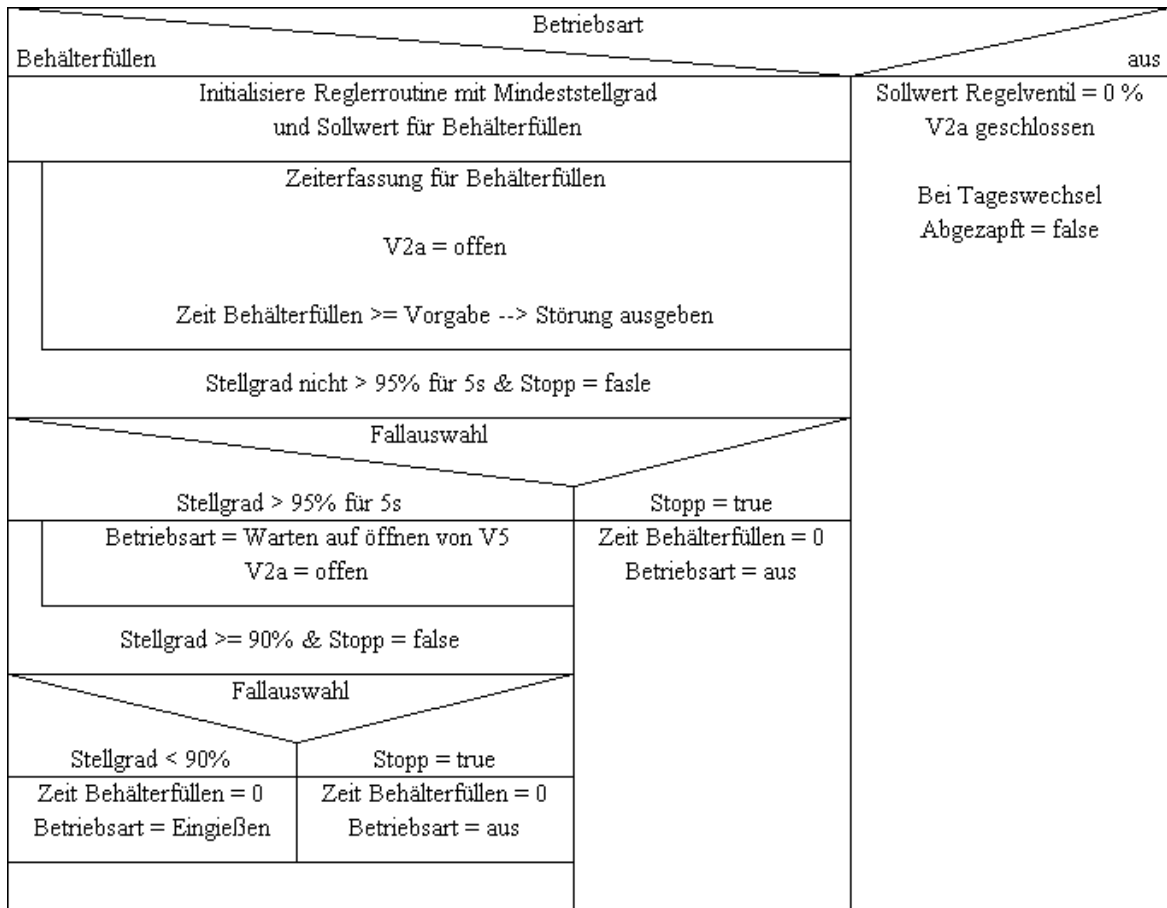 Betriebsart
Behälterfüllen
aus
Initialisiere Reglerroutine mit Mindeststellgrad
und Sollwert für Behälterfüllen
Sollwert Regelventil = 0 %
V2a geschlossen
Bei Tageswechsel
Abgezapft = false
Zeiterfassung für Behälterfüllen
V2a = offen
Zeit Behälterfüllen >= Vorgabe --> Störung ausgeben
Stellgrad nicht > 95% für 5s & Stopp = fasle
Fallauswahl
Stellgrad > 95% für 5s
Stopp = true
Betriebsart = Warten auf öffnen von V5
V2a = offen
Zeit Behälterfüllen = 0
Betriebsart = aus
Stellgrad >= 90% & Stopp = false
Fallauswahl
Stellgrad < 90%
Stopp = true
Zeit Behälterfüllen = 0
Betriebsart = Eingießen
Zeit Behälterfüllen = 0
Betriebsart = aus